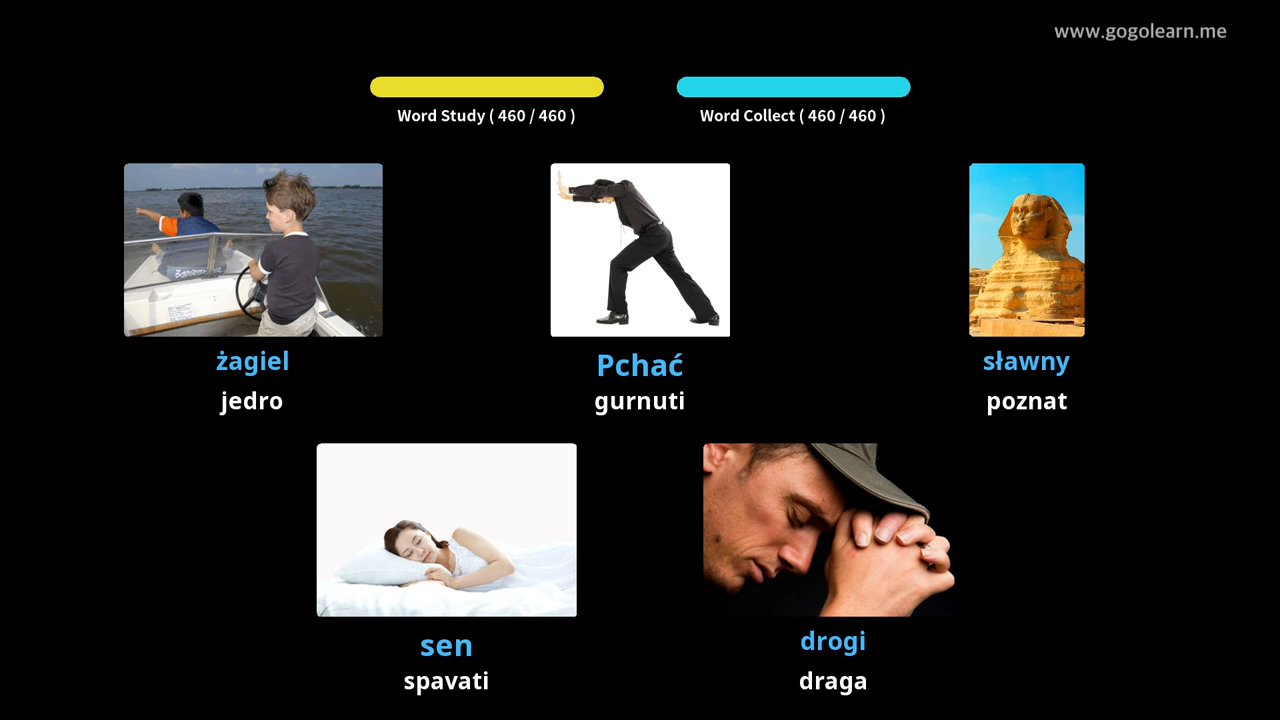 www.gogolearn.me
Word Study ( 460 / 460 )
Word Collect ( 460 / 460 )
żagiel
jedro
Pchać
gurnuti
sławny
poznat
sen
spavati
drogi
draga